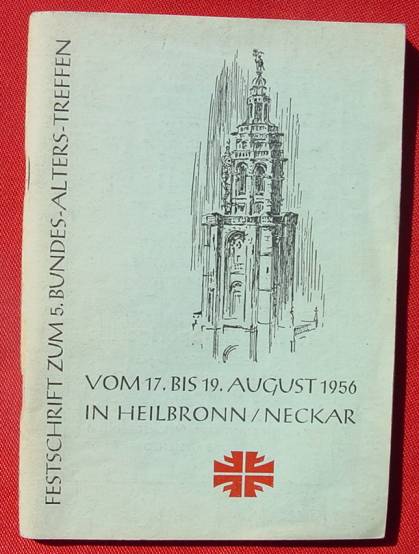 FESTSCHRIFT ZUM 5. BUNDES-ALTERS-TREFFEN
VOM 17. BIS 19. AUGUST 1956
IN HEILBRONN/NECKAR